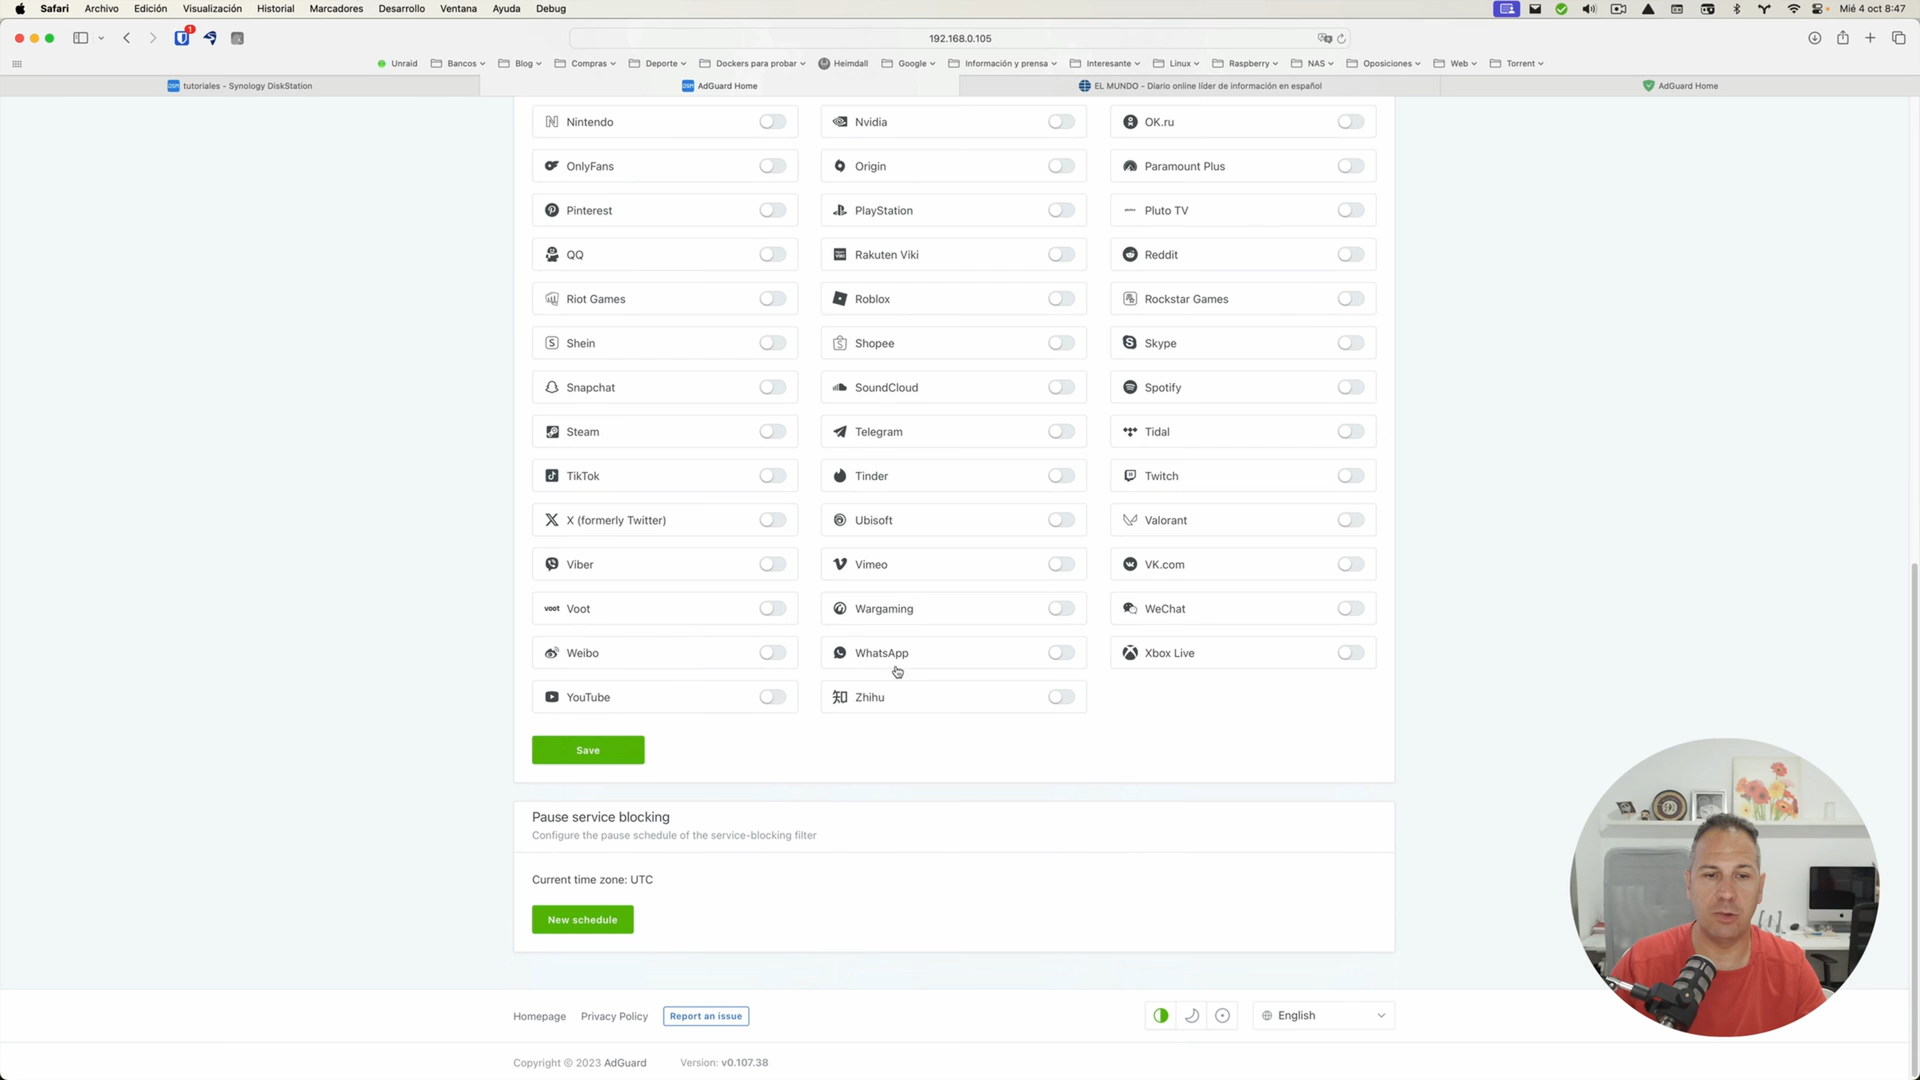 Safari Archivo Edición Visualización Historial Marcadores Desarrollo Ventana Ayuda Debug Mié 4 oct 8:47
1 192.168.0.105
Unraid Bancos Blog Compras Deporte Dockers para probar Heimdall Google Información y prensa Interesante Linux Raspberry NAS Oposiciones Web Torrent
DSM tutoriales - Synology DiskStation DSM AdGuard Home EL MUNDO - Diario online líder de información en español AdGuard Home
Nintendo Nvidia OK.ru
OnlyFans Origin Paramount Plus
Pinterest PlayStation Pluto TV
QQ Rakuten Viki Reddit
Riot Games Roblox Rockstar Games
Shein Shopee Skype
Snapchat SoundCloud Spotify
Steam Telegram Tidal
TikTok Tinder Twitch
X (formerly Twitter) Ubisoft Valorant
Viber Vimeo VK.com
voot Voot Wargaming WeChat
Weibo WhatsApp Xbox Live
YouTube 知 Zhihu
Save
Pause service blocking
Configure the pause schedule of the service-blocking filter
Current time zone: UTC
New schedule
Homepage Privacy Policy Report an issue English
Copyright © 2023 AdGuard Version: v0.107.38